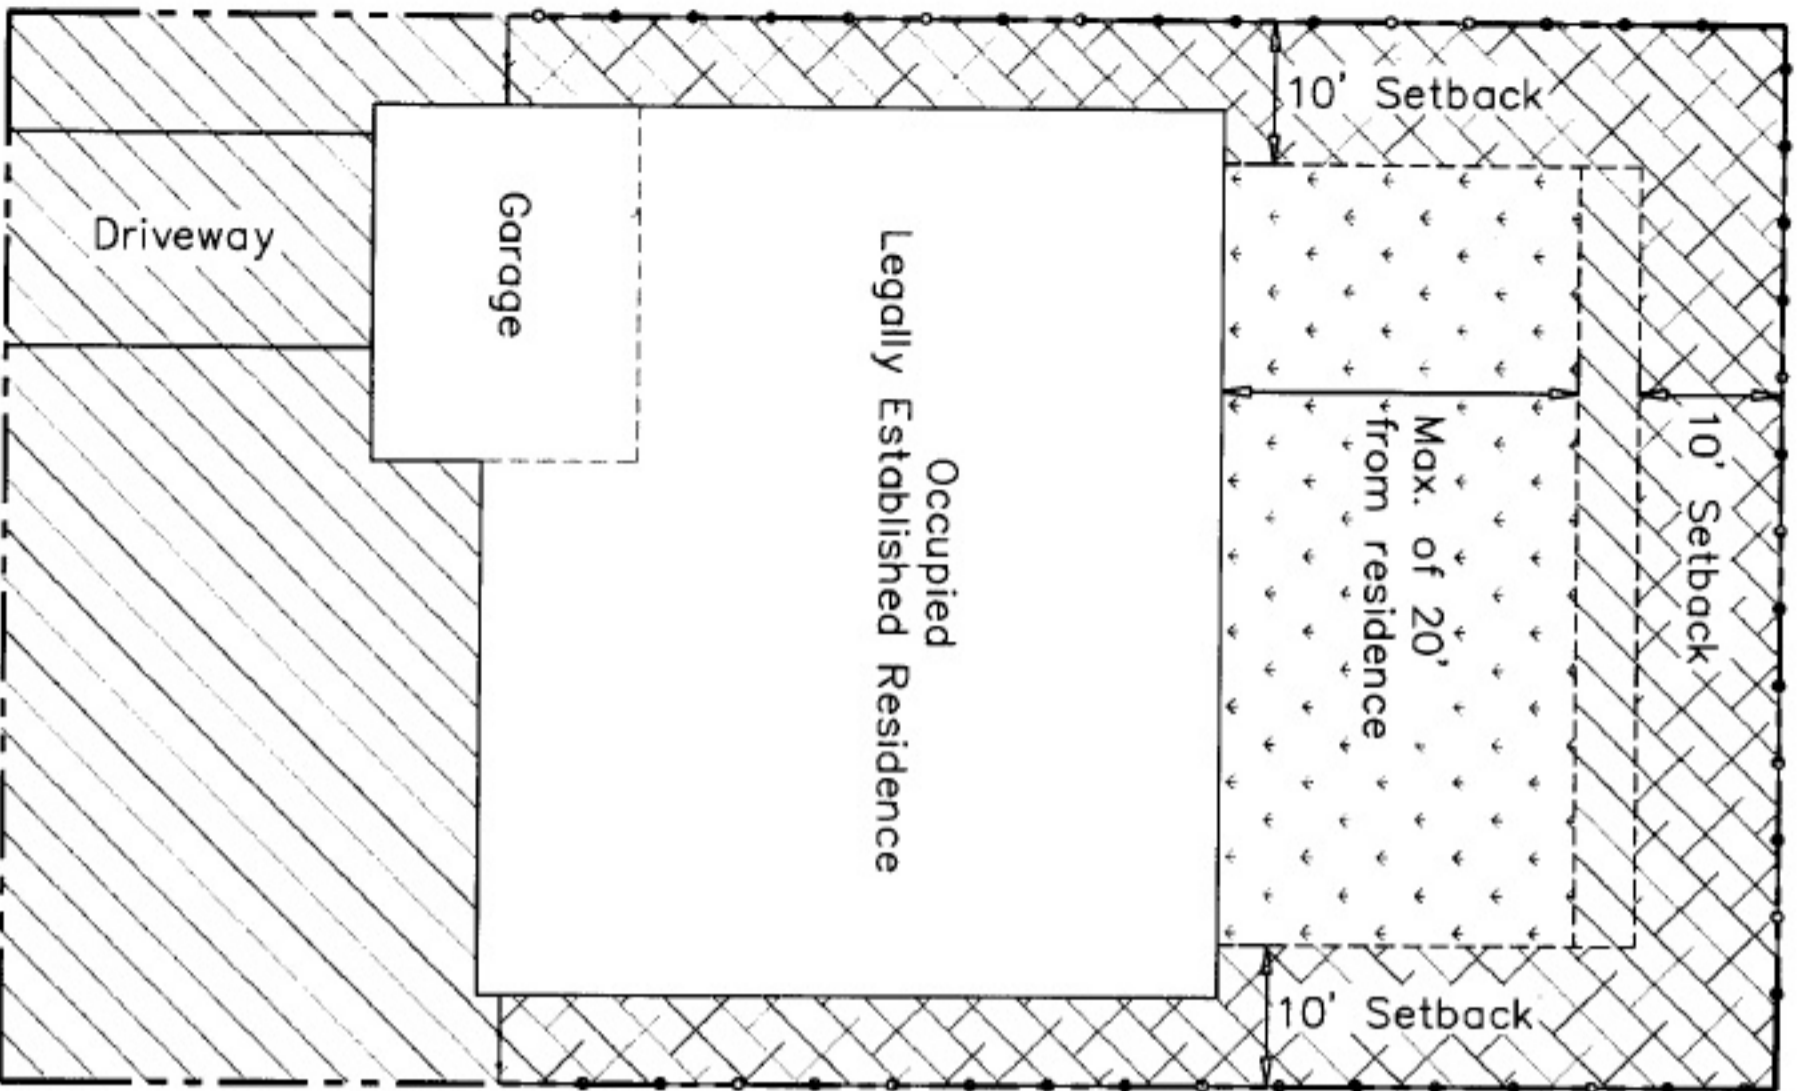 10' Setback
Driveway
Garage
Occupied
Legally Established Residence
Max. of 20'
from residence
10' Setback
10' Setback